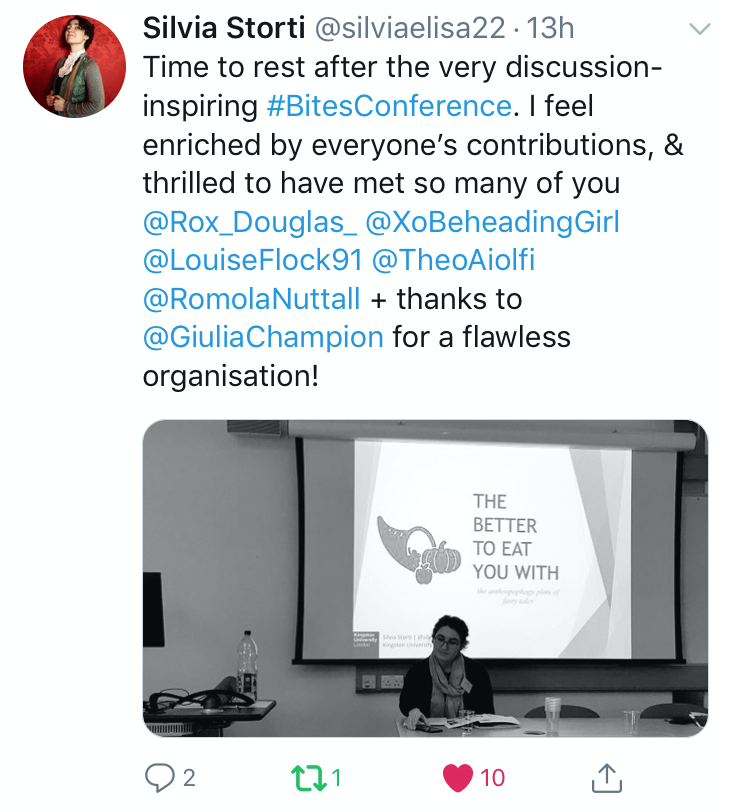 Silvia Storti @silviaelisa22 · 13h
Time to rest after the very discussion-
inspiring #BitesConference. I feel
enriched by everyone’s contributions, &
thrilled to have met so many of you
@Rox_Douglas_ @XoBeheadingGirl
@LouiseFlock91 @TheoAiolfi
@RomolaNuttall + thanks to
@GiuliaChampion for a flawless
organisation!
THE
BETTER
TO EAT
YOU WITH
the anthropophagic plots of
fairy tales
Kingston
University
London
Silvia Storti |
Kingston University
2
1
10